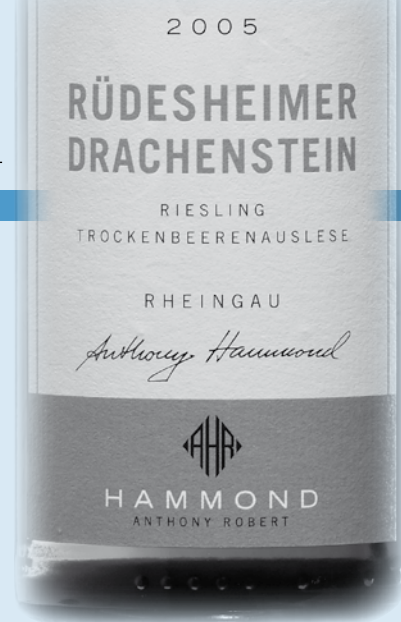 2005
RÜDESHEIMER
DRACHENSTEIN
RIESLING
TROCKENBEERENAUSLESE
RHEINGAU
Anthony Hammond
AHR
HAMMOND
ANTHONY ROBERT